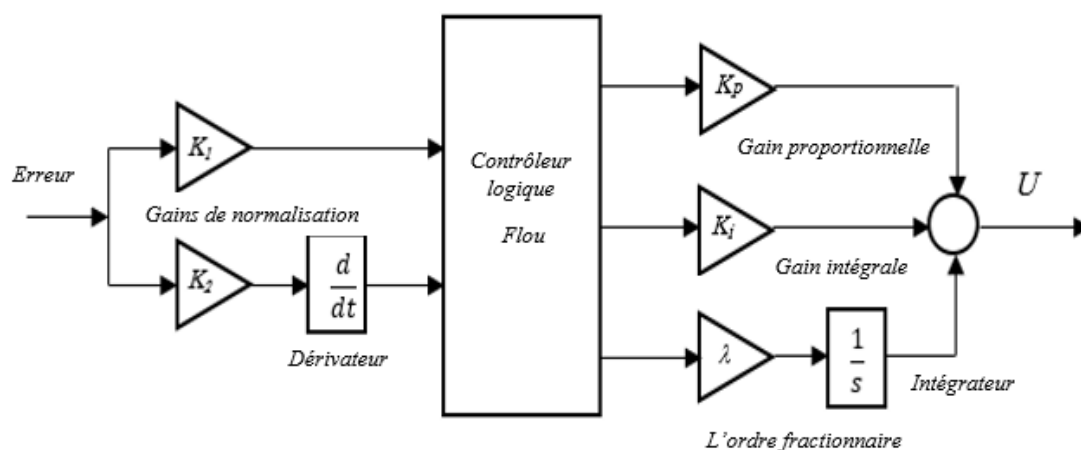 Erreur
K1
Gains de normalisation
K2
d
dt
Dérivateur
Contrôleur
logique
Flou
Kp
Gain proportionnelle
Ki
Gain intégrale
λ
1
s
Intégrateur
L'ordre fractionnaire
U